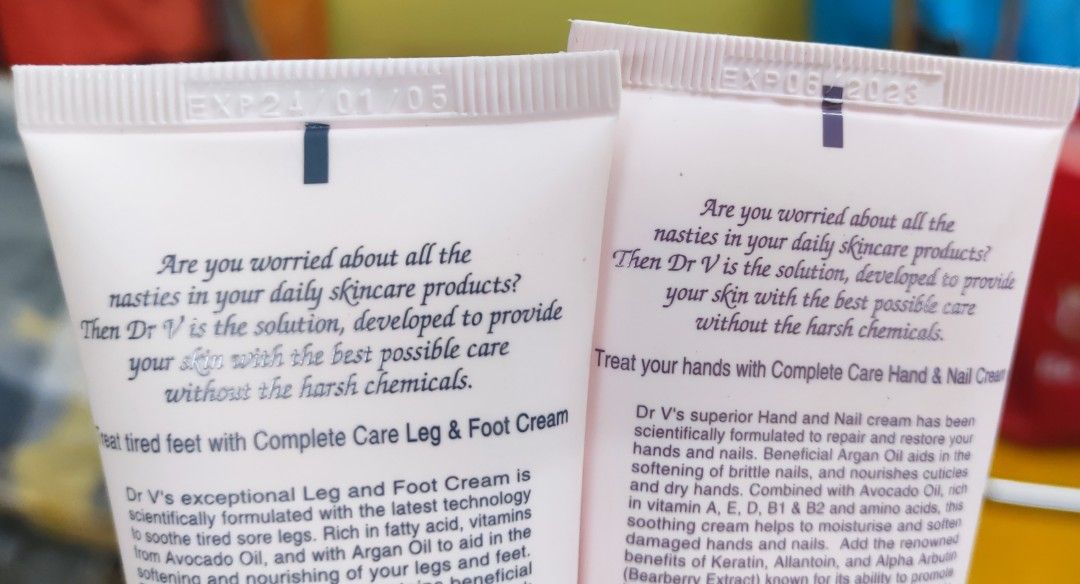 EXP24/01/05
Are you worried about all the
nasties in your daily skincare products?
Then Dr V is the solution, developed to provide
your skin with the best possible care
without the harsh chemicals.
Treat tired feet with Complete Care Leg & Foot Cream
Dr V's exceptional Leg and Foot Cream is
scientifically formulated with the latest technology
to soothe tired sore legs. Rich in fatty acid, vitamins
from Avocado Oil, and with Argan Oil to aid in the
softening and nourishing of your legs and feet.
beneficial
EXP06/2023
Are you worried about all the
nasties in your daily skincare products?
Then Dr V is the solution, developed to provide
your skin with the best possible care
without the harsh chemicals.
Treat your hands with Complete Care Hand & Nail Cream
Dr V's superior Hand and Nail cream has been
scientifically formulated to repair and restore your
hands and nails. Beneficial Argan Oil aids in the
softening of brittle nails, and nourishes cuticles
and dry hands. Combined with Avocado Oil, rich
in vitamin A, E, D, B1 & B2 and amino acids, this
soothing cream helps to moisturise and soften
damaged hands and nails. Add the renowned
benefits of Keratin, Allantoin, and Alpha Arbutin
(Bearberry Extract) known for its ability to promote